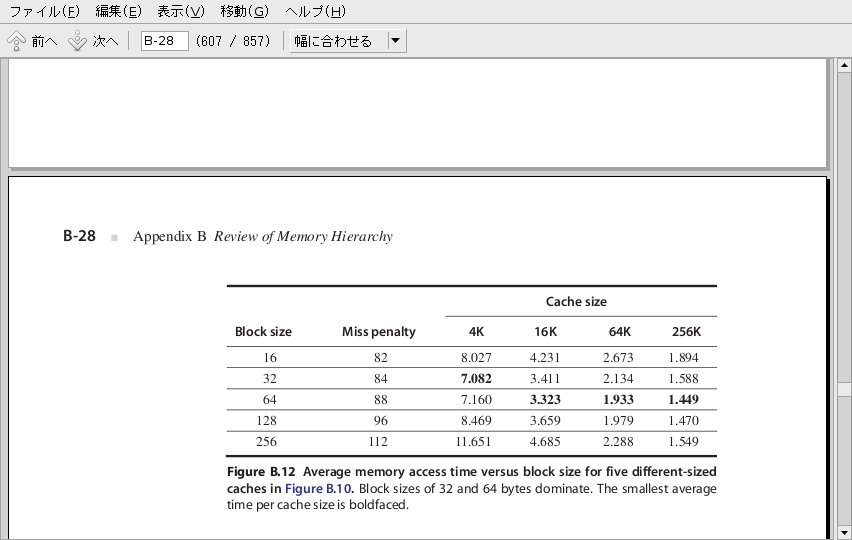 ファイル(F) 編集(E) 表示(V) 移動(G) ヘルプ(H)
前へ 次へ B-28 (607 / 857) 幅に合わせる
B-28 ■ Appendix B Review of Memory Hierarchy
Cache size
Block size Miss penalty 4K 16K 64K 256K
16 82 8.027 4.231 2.673 1.894
32 84 7.082 3.411 2.134 1.588
64 88 7.160 3.323 1.933 1.449
128 96 8.469 3.659 1.979 1.470
256 112 11.651 4.685 2.288 1.549
Figure B.12 Average memory access time versus block size for five different-sized
caches in Figure B.10. Block sizes of 32 and 64 bytes dominate. The smallest average
time per cache size is boldfaced.